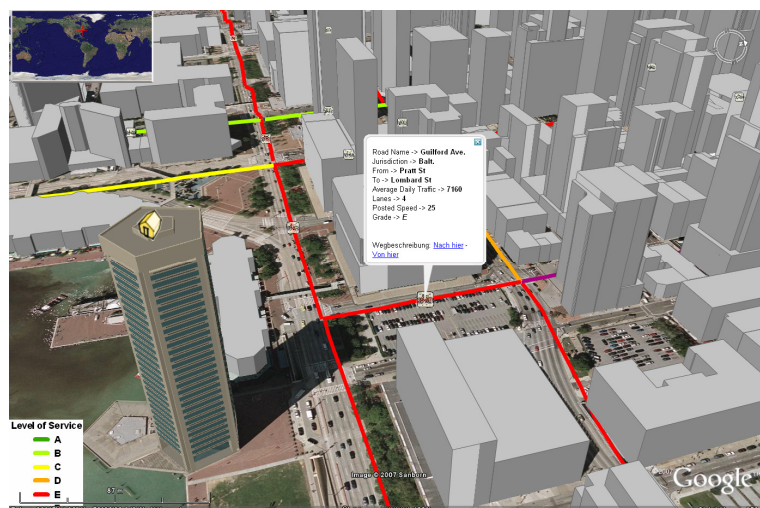 Road Name -> Guilford Ave,
Jurisdiction -> Balt.
From -> Pratt St
To -> Lombard St
Average Daily Traffic -> 7160
Lanes -> 4
Posted Speed -> 25
Grade -> E
Wegbeschreibung: Nach hier -
Von hier
Level of Service
A
B
C
D
E
87 m
Image © 2007 Sanborn
Google